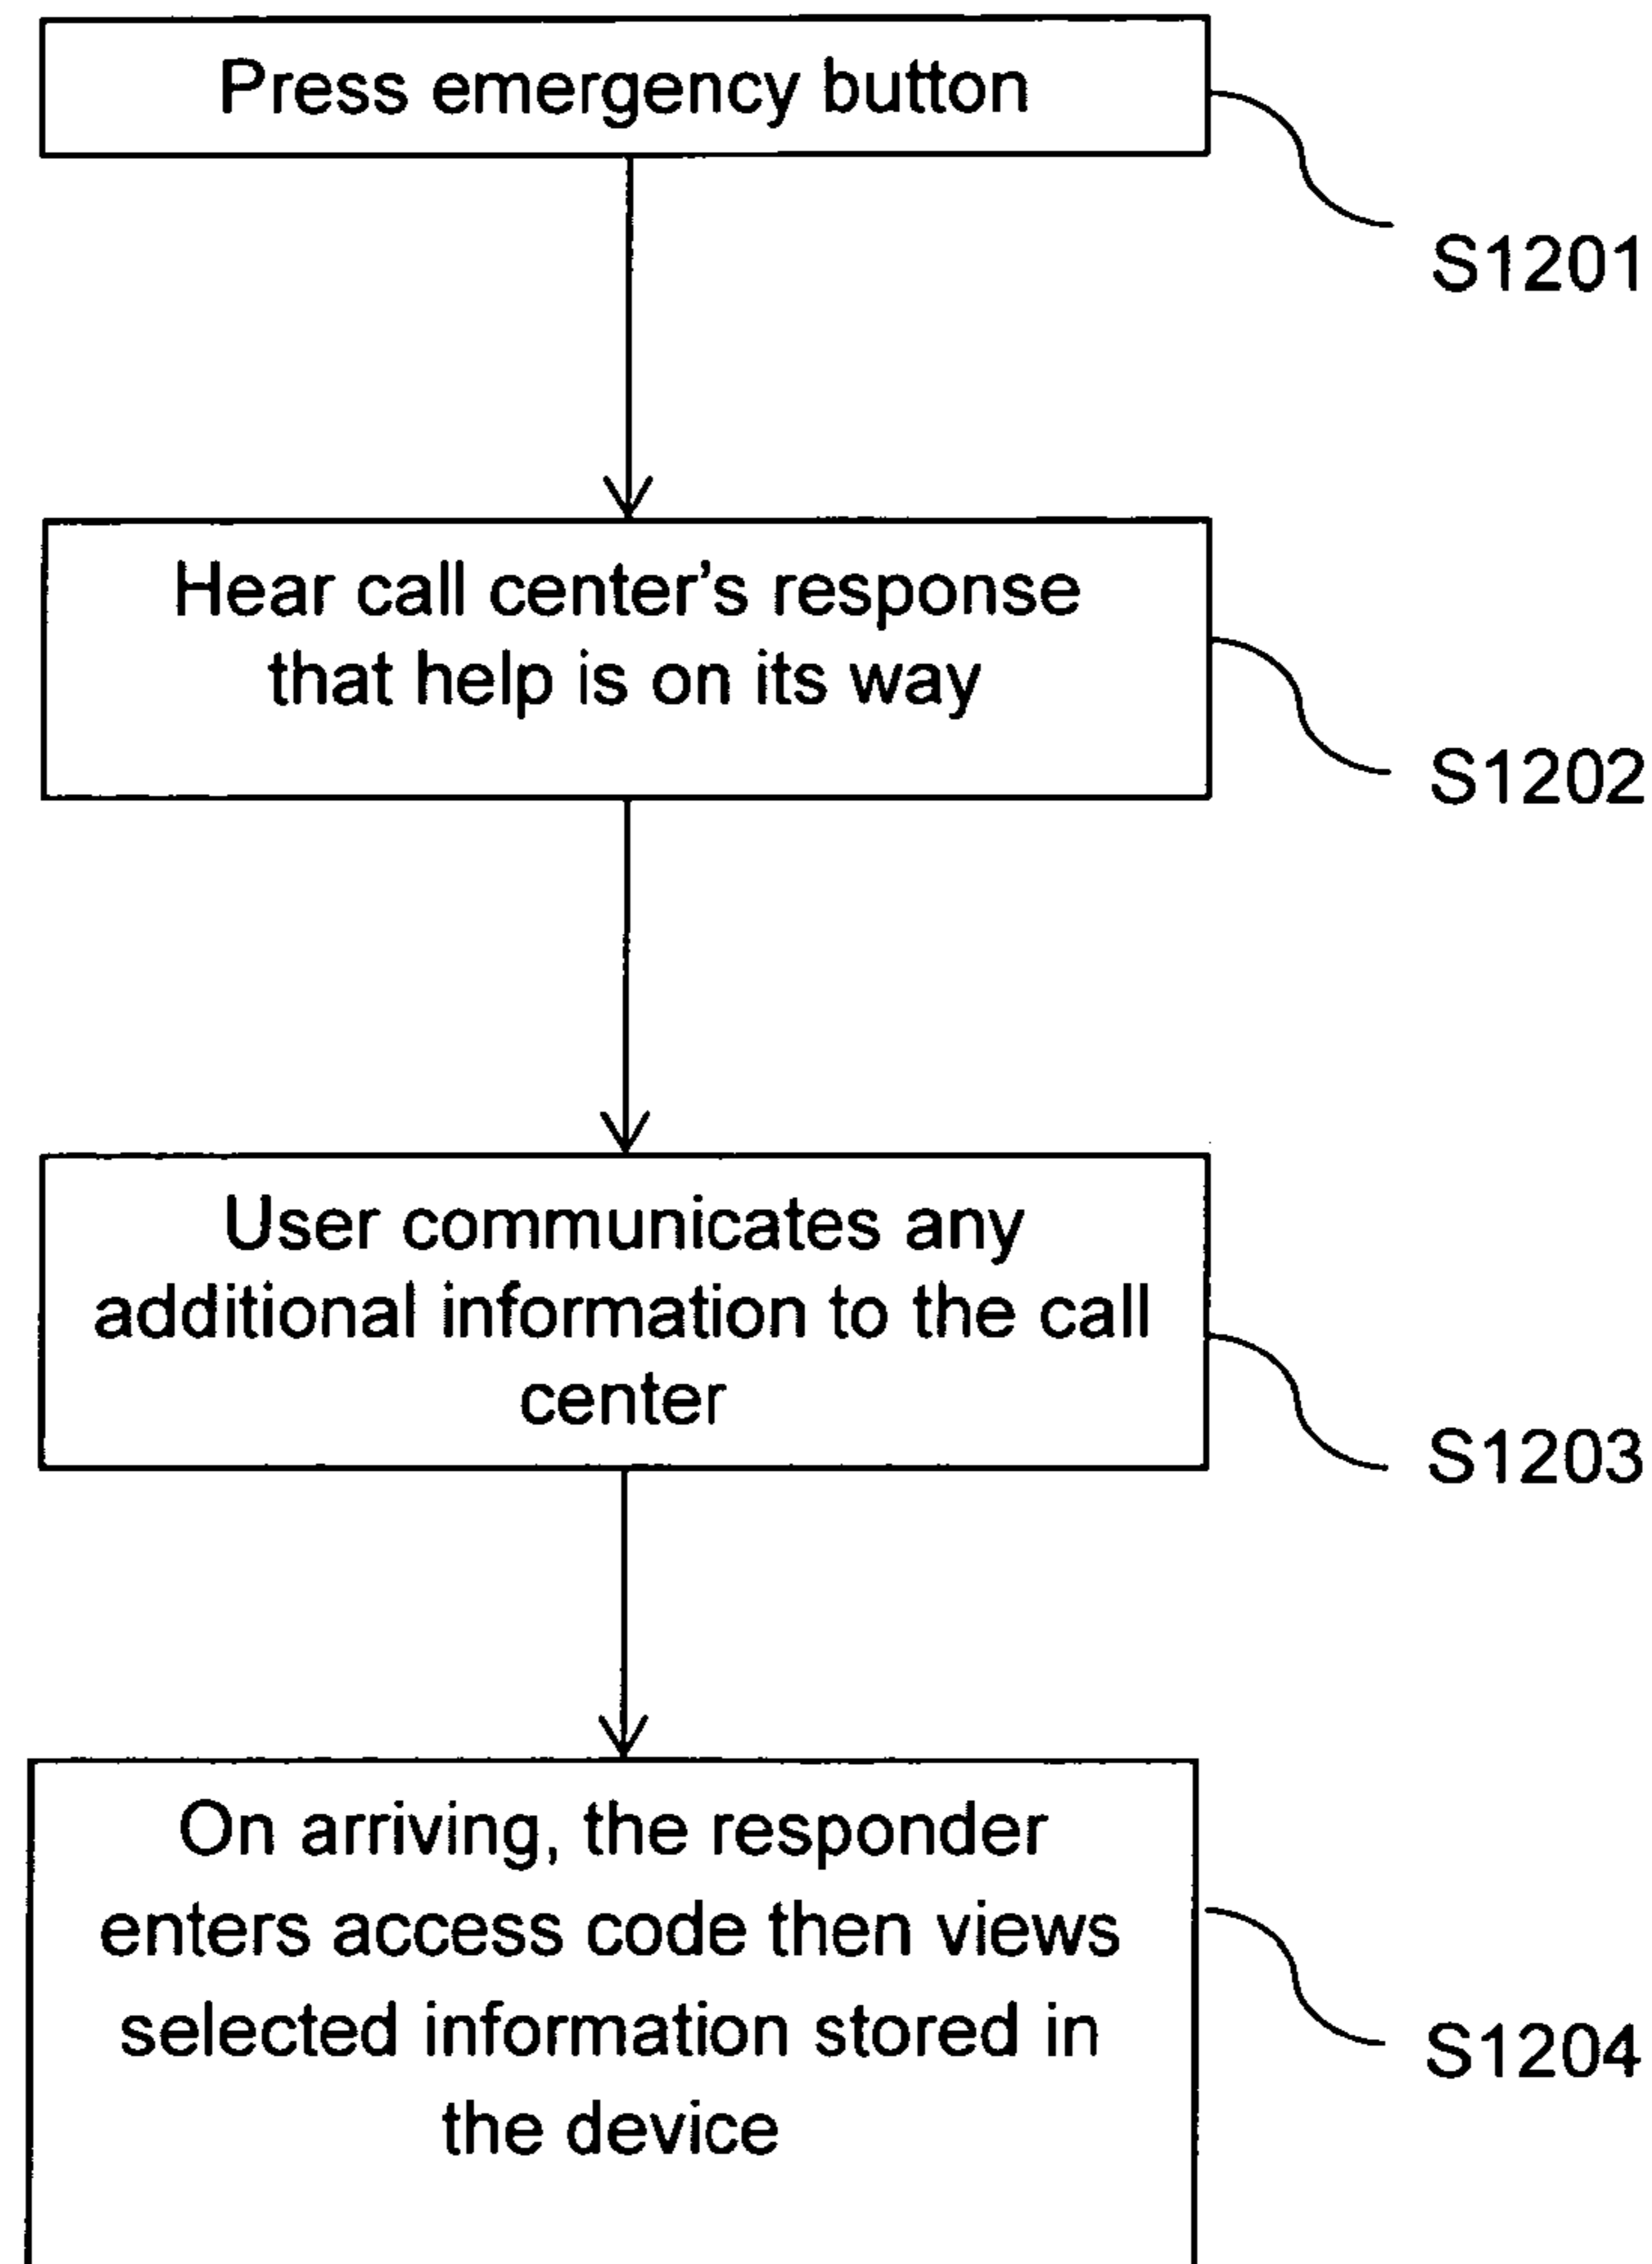 Press emergency button
S1201
Hear call center's response
that help is on its way
S1202
User communicates any
additional information to the call
center
S1203
On arriving, the responder
enters access code then views
selected information stored in
the device
S1204